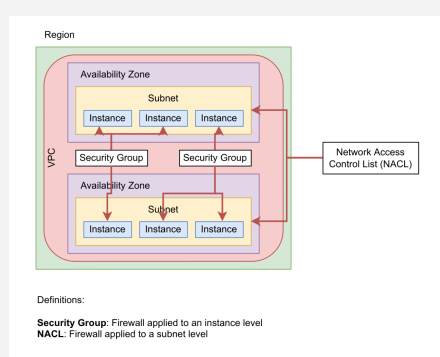 Region
Availability Zone
Subnet
Instance Instance Instance
VPC
Security Group Security Group
Network Access
Control List (NACL)
Availability Zone
Subnet
Instance Instance Instance
Definitions:
Security Group: Firewall applied to an instance level
NACL: Firewall applied to a subnet level